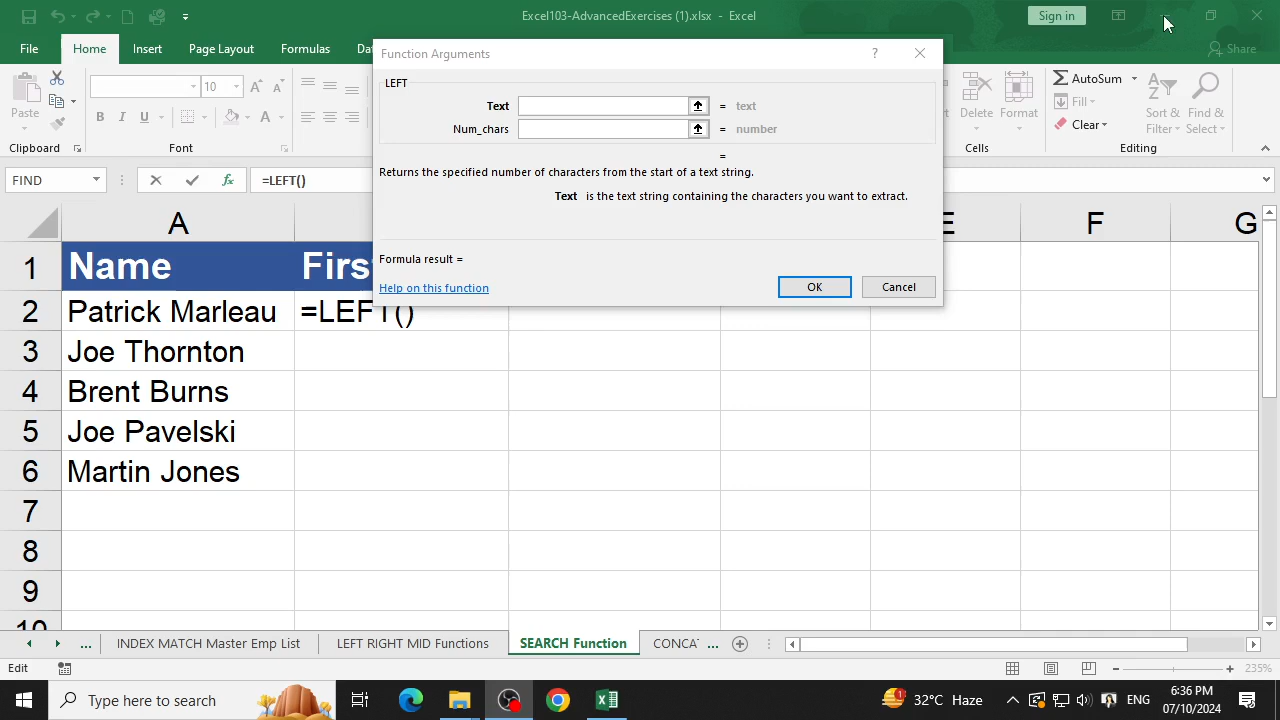 Excel103-AdvancedExercises (1).xlsx - Excel
Sign in
File Home Insert Page Layout Formulas
Share
Function Arguments
LEFT
Text = text
Num_chars = number
=
Returns the specified number of characters from the start of a text string.
Text is the text string containing the characters you want to extract.
Formula result =
Help on this function
OK Cancel
Paste
10
Clipboard Font
Delete Format
Cells
AutoSum
Fill
Clear
Sort & Filter
Find & Select
Editing
FIND
=LEFT()
A E F G
1 Name
2 Patrick Marleau =LEFT()
3 Joe Thornton
4 Brent Burns
5 Joe Pavelski
6 Martin Jones
7
8
9
10
... INDEX MATCH Master Emp List LEFT RIGHT MID Functions SEARCH Function ...
Edit
235%
Type here to search
32°C Haze
ENG
6:36 PM
07/10/2024